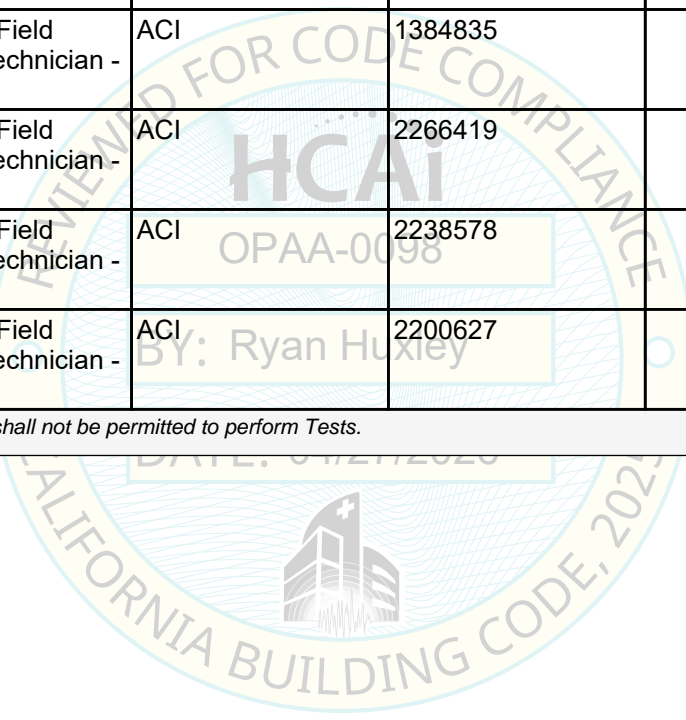 Field ACI 1384835
echnician -
Field ACI 2266419
echnician -
Field ACI 2238578
echnician -
Field ACI 2200627
echnician -
shall not be permitted to perform Tests.
REVIEWED FOR CODE COMPLIANCE
HCAi
OPAA-0098
BY: Ryan Huxley
DATE:
CALIFORNIA BUILDING CODE,